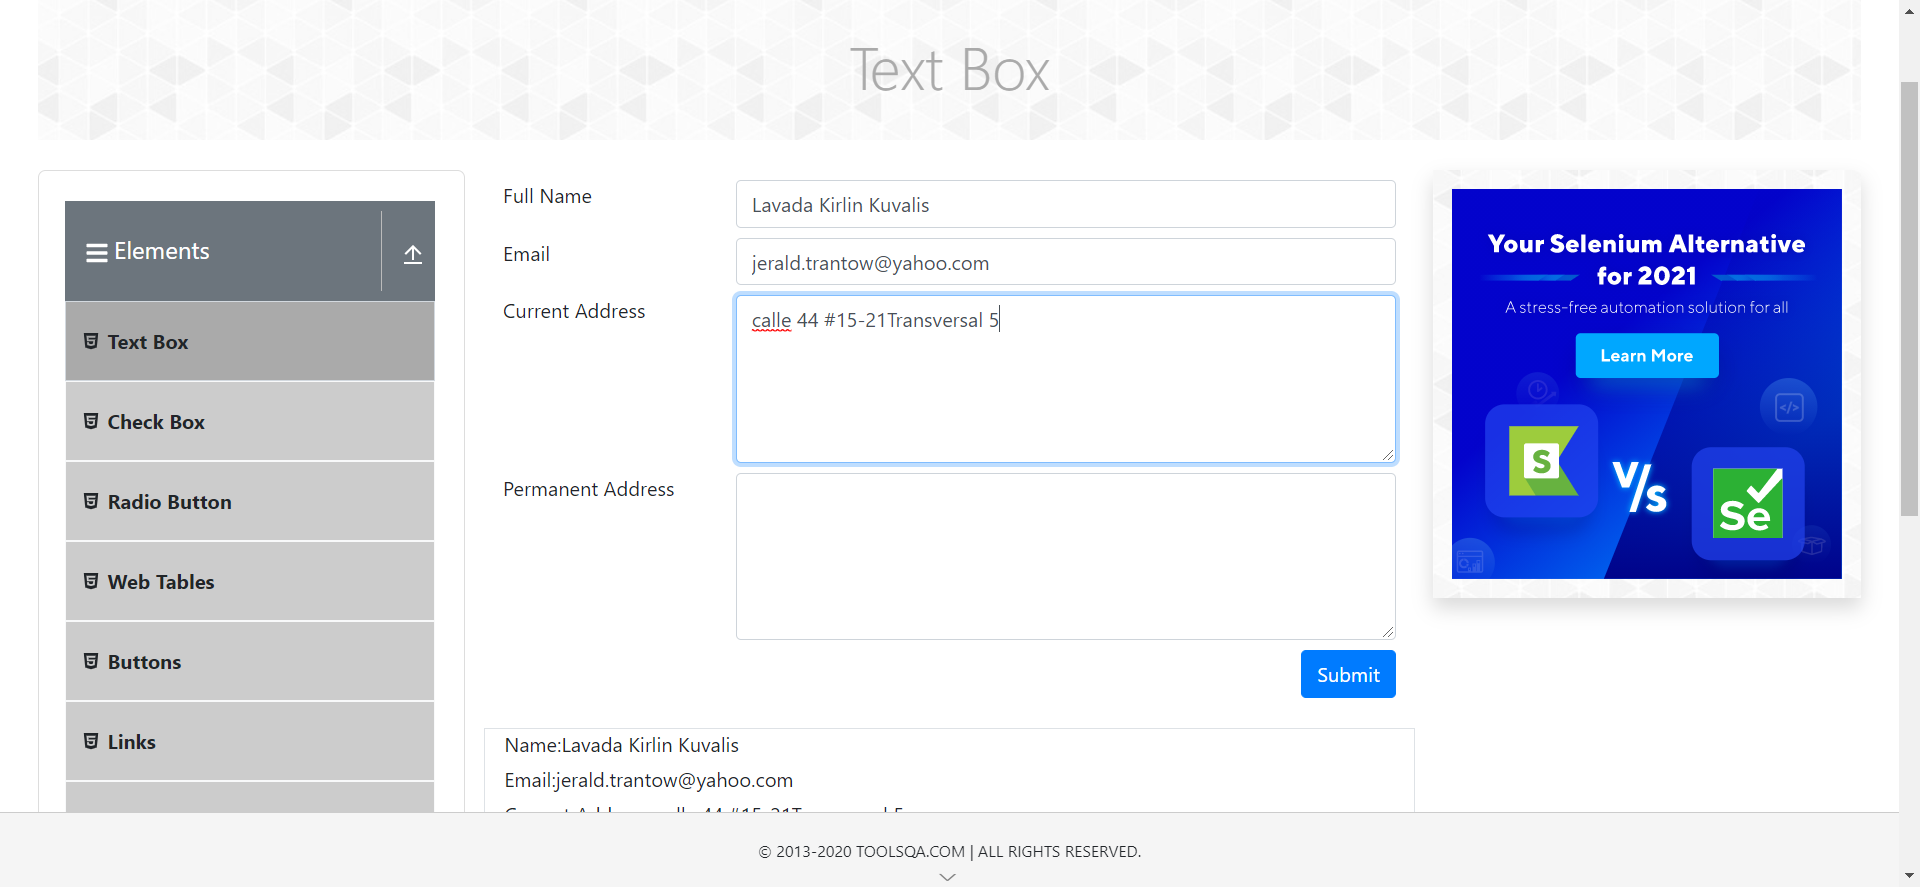 Text Box
Elements
Text Box
Check Box
Radio Button
Web Tables
Buttons
Links
Full Name
Lavada Kirlin Kuvalis
Email
jerald.trantow@yahoo.com
Current Address
calle 44 #15-21Transversal 5
Permanent Address
Submit
Name:Lavada Kirlin Kuvalis
Email:jerald.trantow@yahoo.com
Your Selenium Alternative
for 2021
A stress-free automation solution for all
Learn More
S
V/s
Se
© 2013-2020 TOOLSQA.COM | ALL RIGHTS RESERVED.